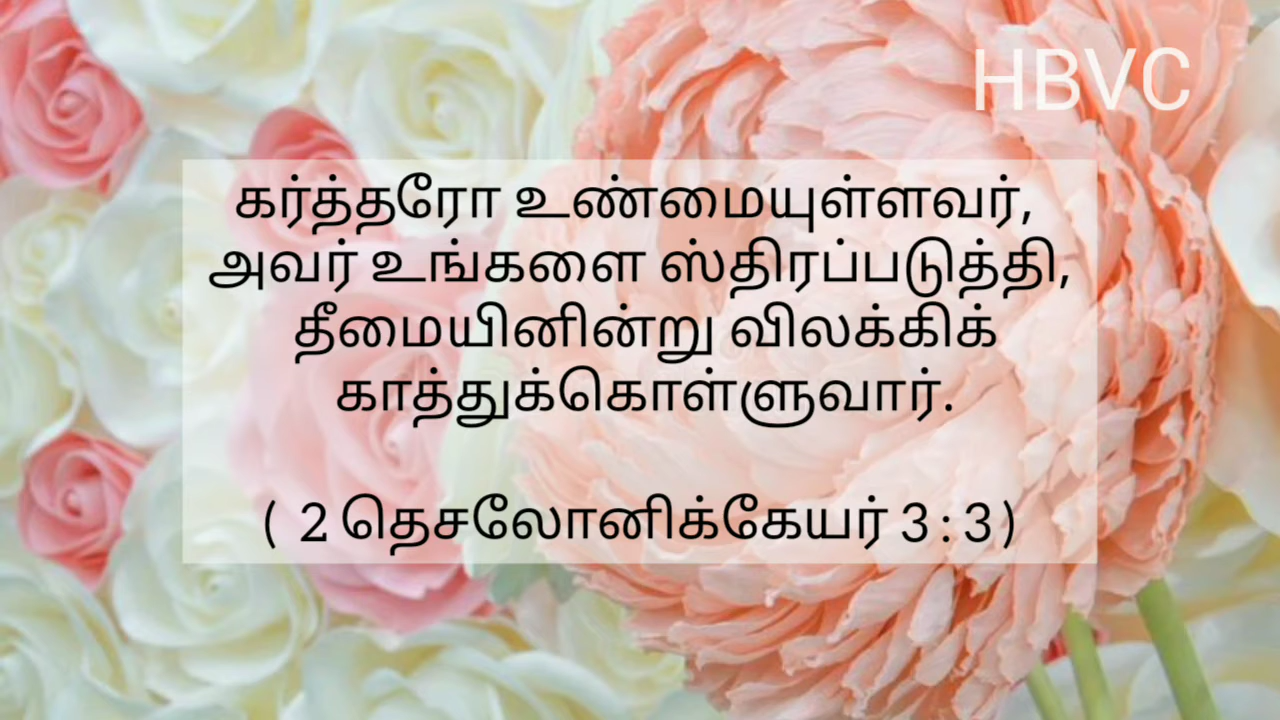 HBVC
கர்த்தரோ உண்மையுள்ளவர்,
அவர் உங்களை ஸ்திரப்படுத்தி,
தீமையினின்று விலக்கிக்
காத்துக்கொள்ளுவார்.
( 2 தெசலோனிக்கேயர் 3 : 3 )